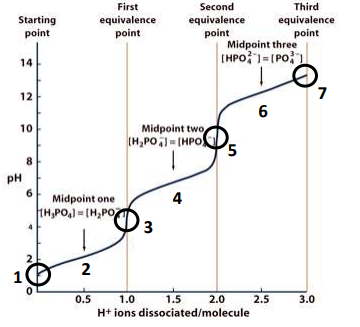 Starting
point
First
equivalence
point
Second
equivalence
point
Third
equivalence
point
14
12
10
8
6
4
2
0
pH
Midpoint one
[H₃PO₄]=[H₂PO
Midpoint two
[H₂PO₄⁻]=[HPO₄
Midpoint three
[HPO₄²⁻]=[PO₄³⁻]
1
2
3
4
5
6
7
0.5
1.0
1.5
2.0
2.5
3.0
H⁺ ions dissociated/molecule